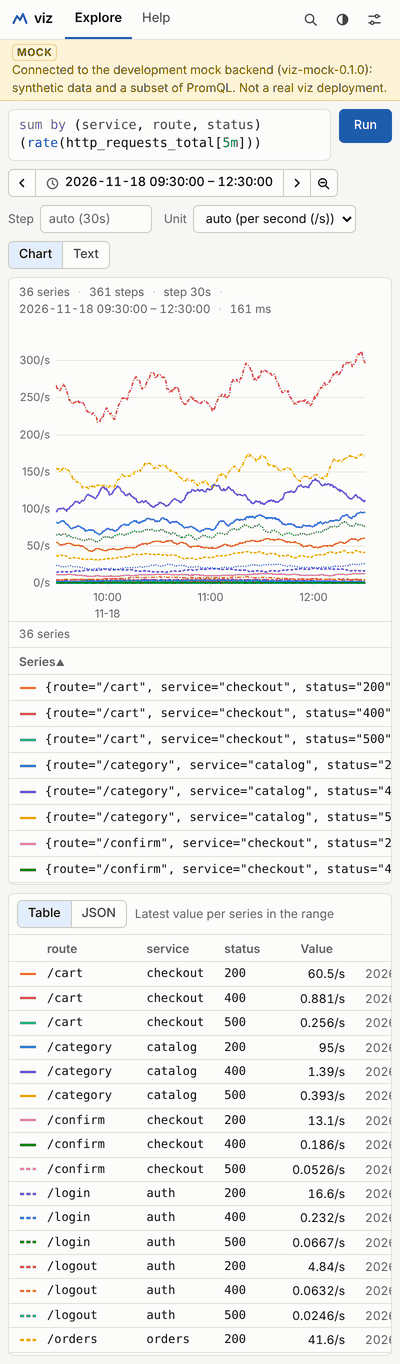 viz Explore Help
MOCK
Connected to the development mock backend (viz-mock-0.1.0):
synthetic data and a subset of PromQL. Not a real viz deployment.
sum by (service, route, status)
(rate(http_requests_total[5m]))
Run
2026-11-18 09:30:00 – 12:30:00
Step auto (30s) Unit auto (per second (/s))
Chart Text
36 series · 361 steps · step 30s ·
2026-11-18 09:30:00 – 12:30:00 · 161 ms
300/s
250/s
200/s
150/s
100/s
50/s
0/s
10:00 11:00 12:00
11-18
36 series
Series▲
{route="/cart", service="checkout", status="200"
{route="/cart", service="checkout", status="400"
{route="/cart", service="checkout", status="500"
{route="/category", service="catalog", status="2
{route="/category", service="catalog", status="4
{route="/category", service="catalog", status="5
{route="/confirm", service="checkout", status="2
{route="/confirm", service="checkout", status="4
Table JSON Latest value per series in the range
route service status Value
/cart checkout 200 60.5/s 2026
/cart checkout 400 0.881/s 2026
/cart checkout 500 0.256/s 2026
/category catalog 200 95/s 2026
/category catalog 400 1.39/s 2026
/category catalog 500 0.393/s 2026
/confirm checkout 200 13.1/s 2026
/confirm checkout 400 0.186/s 2026
/confirm checkout 500 0.0526/s 2026
/login auth 200 16.6/s 2026
/login auth 400 0.232/s 2026
/login auth 500 0.0667/s 2026
/logout auth 200 4.84/s 2026
/logout auth 400 0.0632/s 2026
/logout auth 500 0.0246/s 2026
/orders orders 200 41.6/s 2026